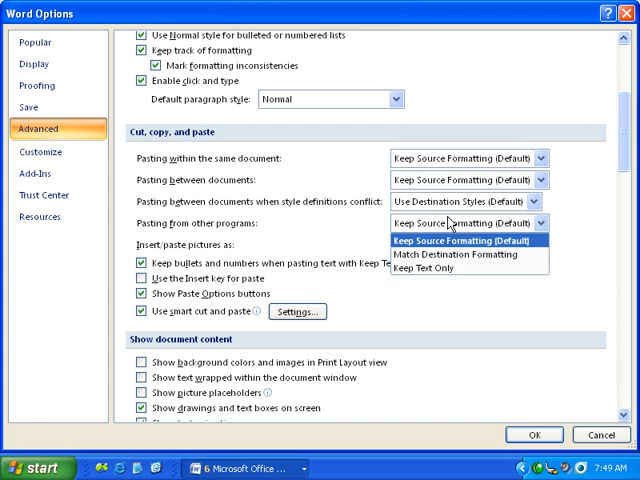 Word Options
Popular
Display
Proofing
Save
Advanced
Customize
Add-Ins
Trust Center
Resources
Use Normal style for bulleted or numbered lists
Keep track of formatting
Mark formatting inconsistencies
Enable click and type
Default paragraph style: Normal
Cut, copy, and paste
Pasting within the same document: Keep Source Formatting (Default)
Pasting between documents: Keep Source Formatting (Default)
Pasting between documents when style definitions conflict: Use Destination Styles (Default)
Pasting from other programs: Keep Source Formatting (Default)
Keep Source Formatting (Default)
Match Destination Formatting
Keep Text Only
Insert/paste pictures as:
Keep bullets and numbers when pasting text with Keep Te
Use the Insert key for paste
Show Paste Options buttons
Use smart cut and paste Settings...
Show document content
Show background colors and images in Print Layout view
Show text wrapped within the document window
Show picture placeholders
Show drawings and text boxes on screen
OK Cancel
start 6 Microsoft Office ... 7:49 AM